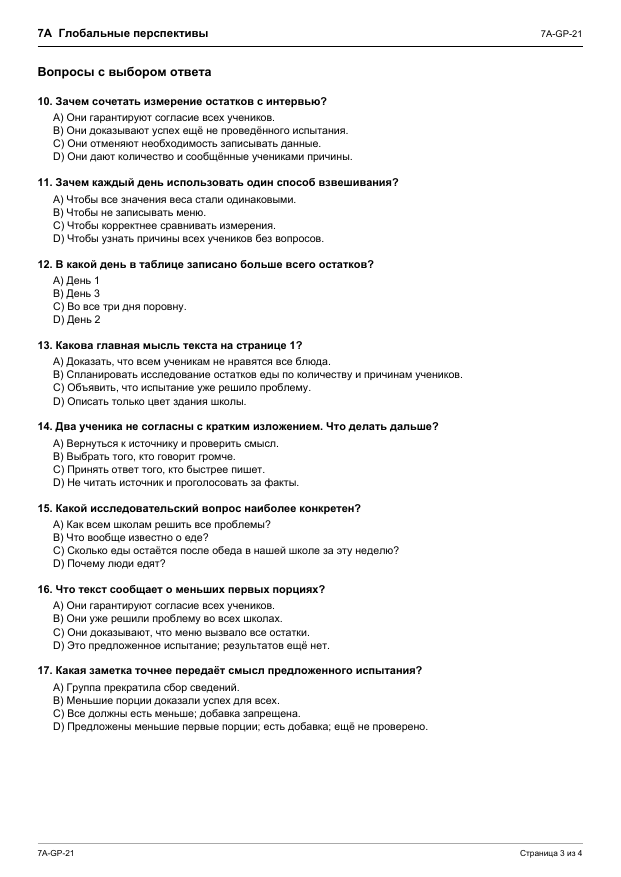 7A Глобальные перспективы
7A-GP-21
Вопросы с выбором ответа
10. Зачем сочетать измерение остатков с интервью?
A) Они гарантируют согласие всех учеников.
B) Они доказывают успех ещё не проведённого испытания.
C) Они отменяют необходимость записывать данные.
D) Они дают количество и сообщённые учениками причины.
11. Зачем каждый день использовать один способ взвешивания?
A) Чтобы все значения веса стали одинаковыми.
B) Чтобы не записывать меню.
C) Чтобы корректнее сравнивать измерения.
D) Чтобы узнать причины всех учеников без вопросов.
12. В какой день в таблице записано больше всего остатков?
A) День 1
B) День 3
C) Во все три дня поровну.
D) День 2
13. Какова главная мысль текста на странице 1?
A) Доказать, что всем ученикам не нравятся все блюда.
B) Спланировать исследование остатков еды по количеству и причинам учеников.
C) Объявить, что испытание уже решило проблему.
D) Описать только цвет здания школы.
14. Два ученика не согласны с кратким изложением. Что делать дальше?
A) Вернуться к источнику и проверить смысл.
B) Выбрать того, кто говорит громче.
C) Принять ответ того, кто быстрее пишет.
D) Не читать источник и проголосовать за факты.
15. Какой исследовательский вопрос наиболее конкретен?
A) Как всем школам решить все проблемы?
B) Что вообще известно о еде?
C) Сколько еды остаётся после обеда в нашей школе за эту неделю?
D) Почему люди едят?
16. Что текст сообщает о меньших первых порциях?
A) Они гарантируют согласие всех учеников.
B) Они уже решили проблему во всех школах.
C) Они доказывают, что меню вызвало все остатки.
D) Это предложенное испытание; результатов ещё нет.
17. Какая заметка точнее передаёт смысл предложенного испытания?
A) Группа прекратила сбор сведений.
B) Меньшие порции доказали успех для всех.
C) Все должны есть меньше; добавка запрещена.
D) Предложены меньшие первые порции; есть добавка; ещё не проверено.
7A-GP-21
Страница 3 из 4